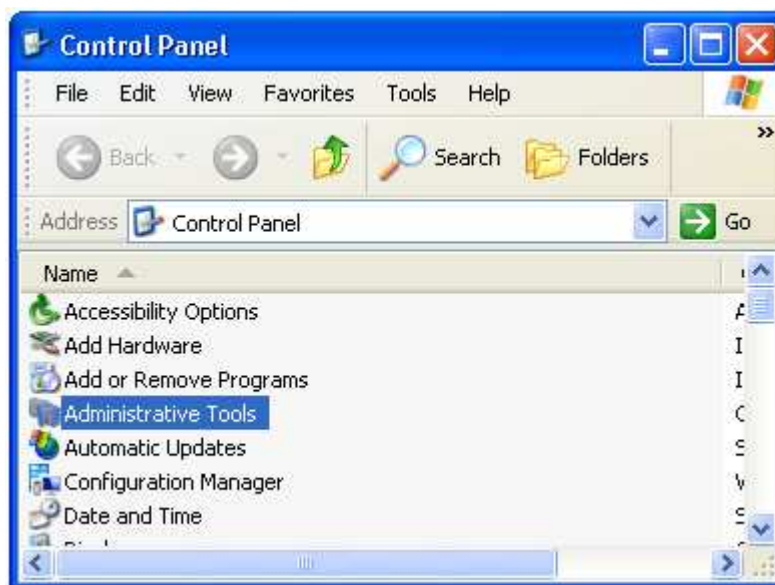 Control Panel
File Edit View Favorites Tools Help
Back Search Folders »
Address Control Panel Go
Name
Accessibility Options
Add Hardware
Add or Remove Programs
Administrative Tools
Automatic Updates
Configuration Manager
Date and Time